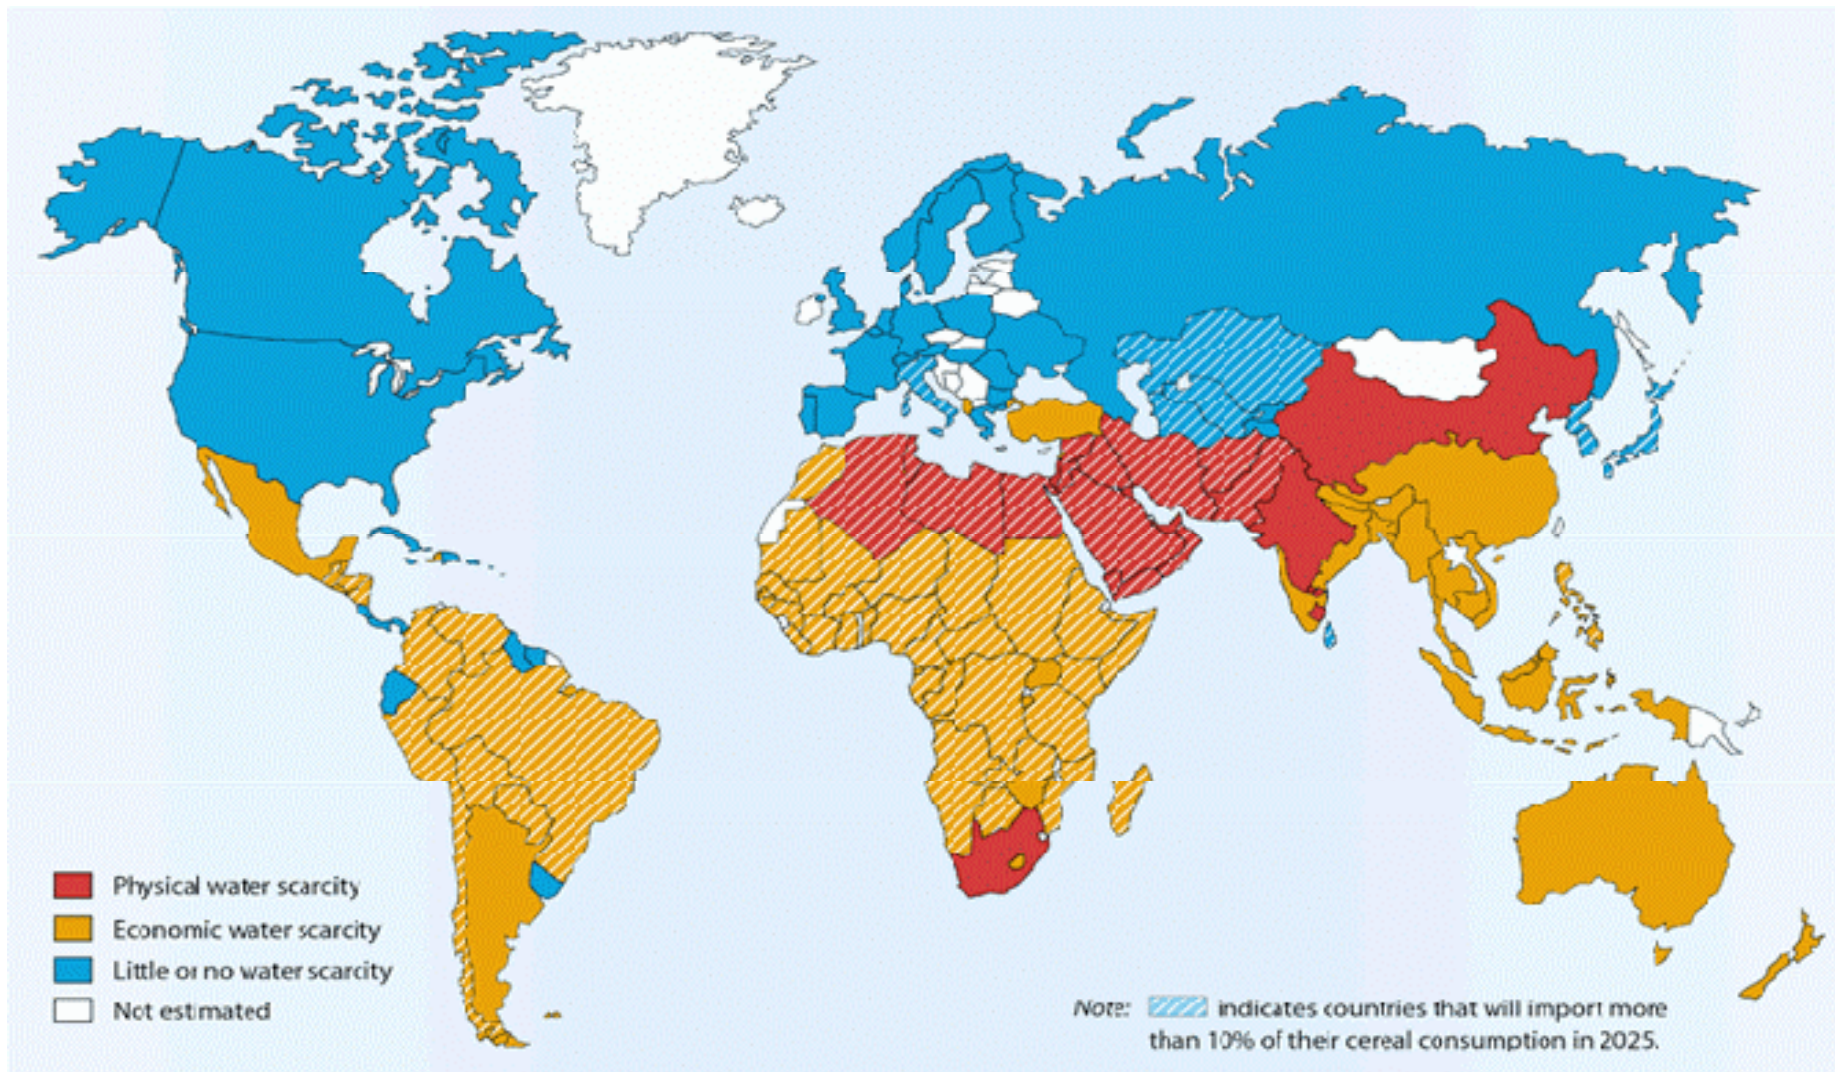 Physical water scarcity
Economic water scarcity
Little or no water scarcity
Not estimated
Note: indicates countries that will import more
than 10% of their cereal consumption in 2025.